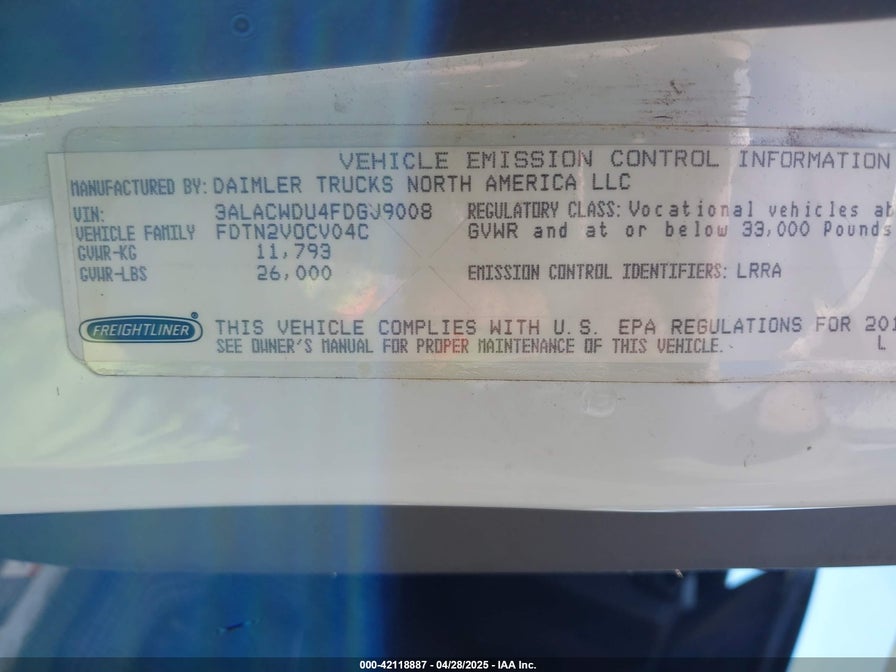 VEHICLE EMISSION CONTROL INFORMATION
MANUFACTURED BY: DAIMLER TRUCKS NORTH AMERICA LLC
VIN: 3ALACWDU4FDGJ9008 REGULATORY CLASS: Vocational vehicles
VEHICLE FAMILY FDTN2VOCV04C GVWR and at or below 33,000 Pounds
GVWR-KG 11,793
GVWR-LBS 26,000 EMISSION CONTROL IDENTIFIERS: LRRA
FREIGHTLINER® THIS VEHICLE COMPLIES WITH U.S. EPA REGULATIONS FOR 201
SEE OWNER'S MANUAL FOR PROPER MAINTENANCE OF THIS VEHICLE. L
000-42118887 - 04/28/2025 - IAA Inc.